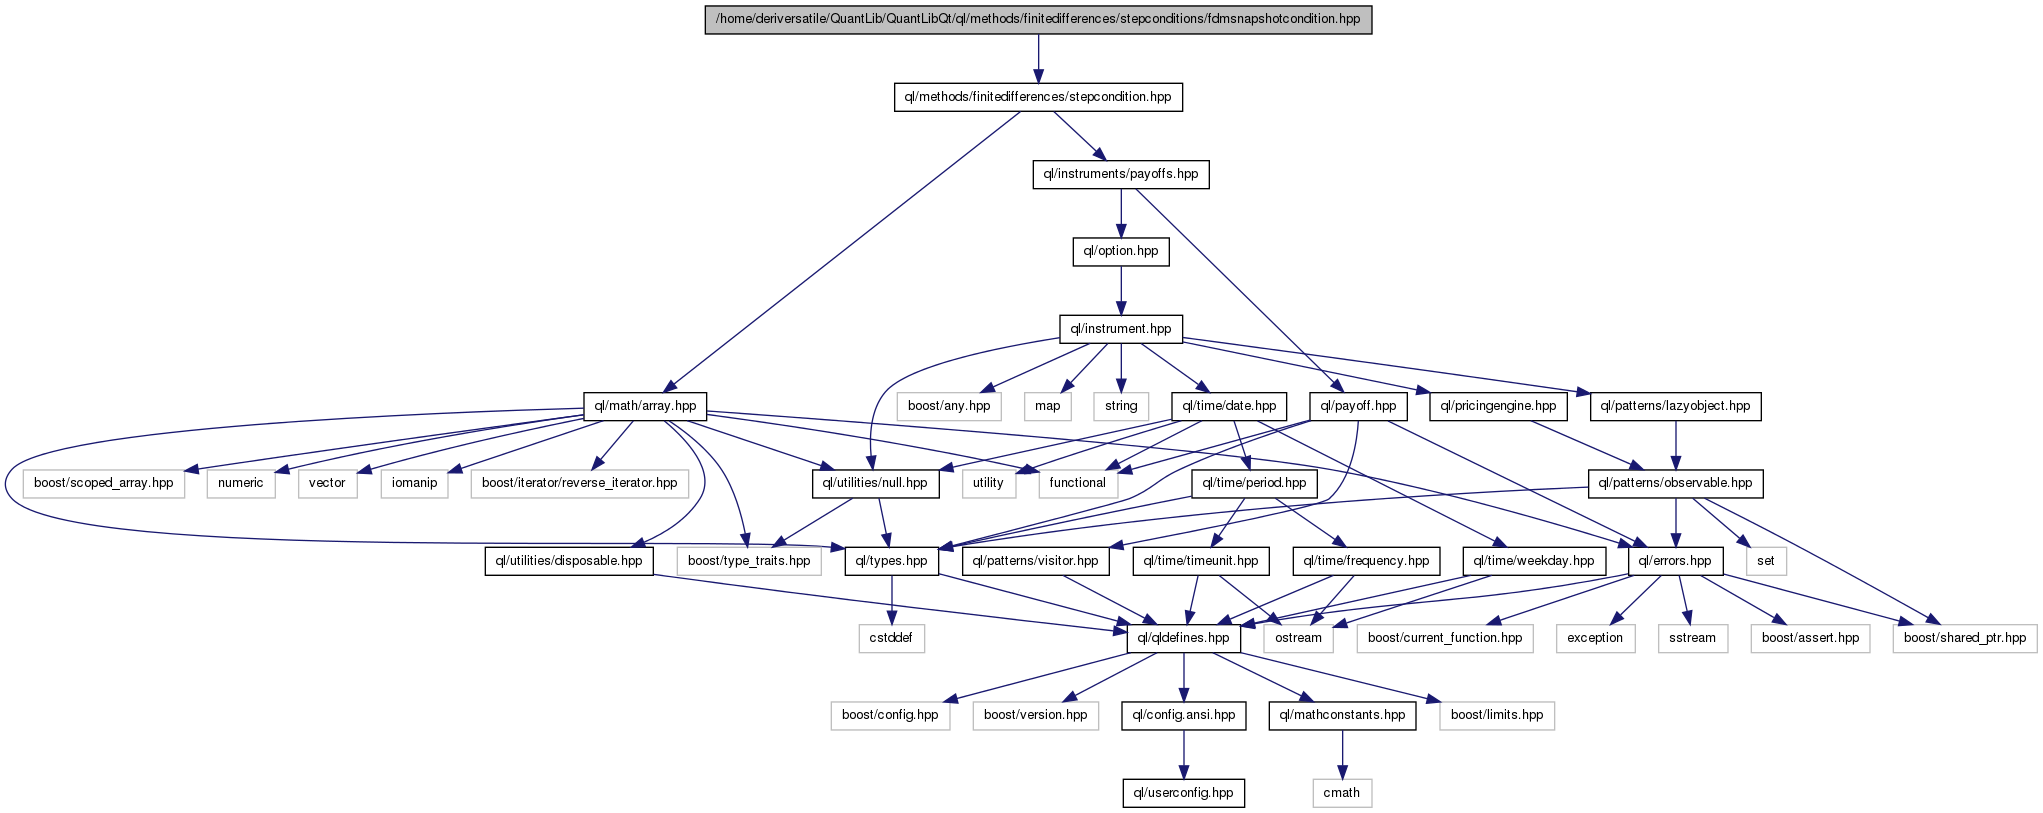 /home/deriversatile/QuantLib/QuantLibQt/ql/methods/finitedifferences/stepconditions/fdmsnapshotcondition.hpp
ql/methods/finitedifferences/stepcondition.hpp
ql/instruments/payoffs.hpp
ql/option.hpp
ql/instrument.hpp
ql/math/array.hpp
boost/any.hpp
map
string
ql/time/date.hpp
ql/payoff.hpp
ql/pricingengine.hpp
ql/patterns/lazyobject.hpp
boost/scoped_array.hpp
numeric
vector
iomanip
boost/iterator/reverse_iterator.hpp
ql/utilities/null.hpp
utility
functional
ql/time/period.hpp
ql/patterns/observable.hpp
ql/utilities/disposable.hpp
boost/type_traits.hpp
ql/types.hpp
ql/patterns/visitor.hpp
ql/time/timeunit.hpp
ql/time/frequency.hpp
ql/time/weekday.hpp
ql/errors.hpp
set
cstddef
ql/qldefines.hpp
ostream
boost/current_function.hpp
exception
sstream
boost/assert.hpp
boost/shared_ptr.hpp
boost/config.hpp
boost/version.hpp
ql/config.ansi.hpp
ql/mathconstants.hpp
boost/limits.hpp
ql/userconfig.hpp
cmath